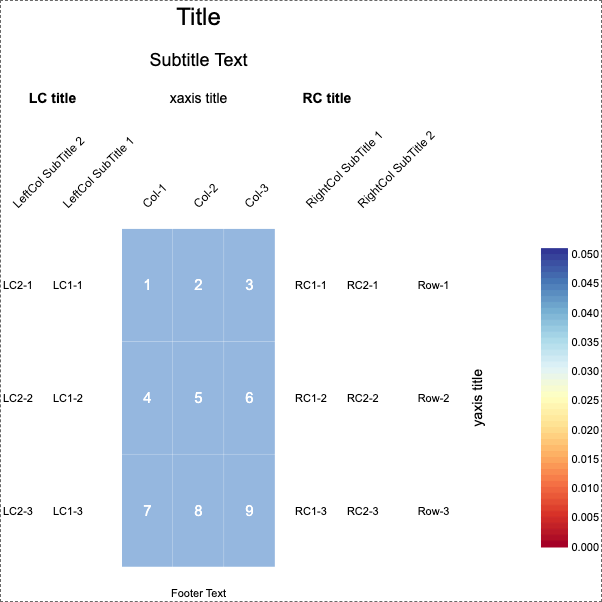 Title
Subtitle Text
LC title
xaxis title
RC title
LeftCol SubTitle 2
LeftCol SubTitle 1
Col-1
Col-2
Col-3
RightCol SubTitle 1
RightCol SubTitle 2
LC2-1 LC1-1 1 2 3 RC1-1 RC2-1 Row-1
LC2-2 LC1-2 4 5 6 RC1-2 RC2-2 Row-2
LC2-3 LC1-3 7 8 9 RC1-3 RC2-3 Row-3
yaxis title
0.050
0.045
0.040
0.035
0.030
0.025
0.020
0.015
0.010
0.005
0.000
Footer Text